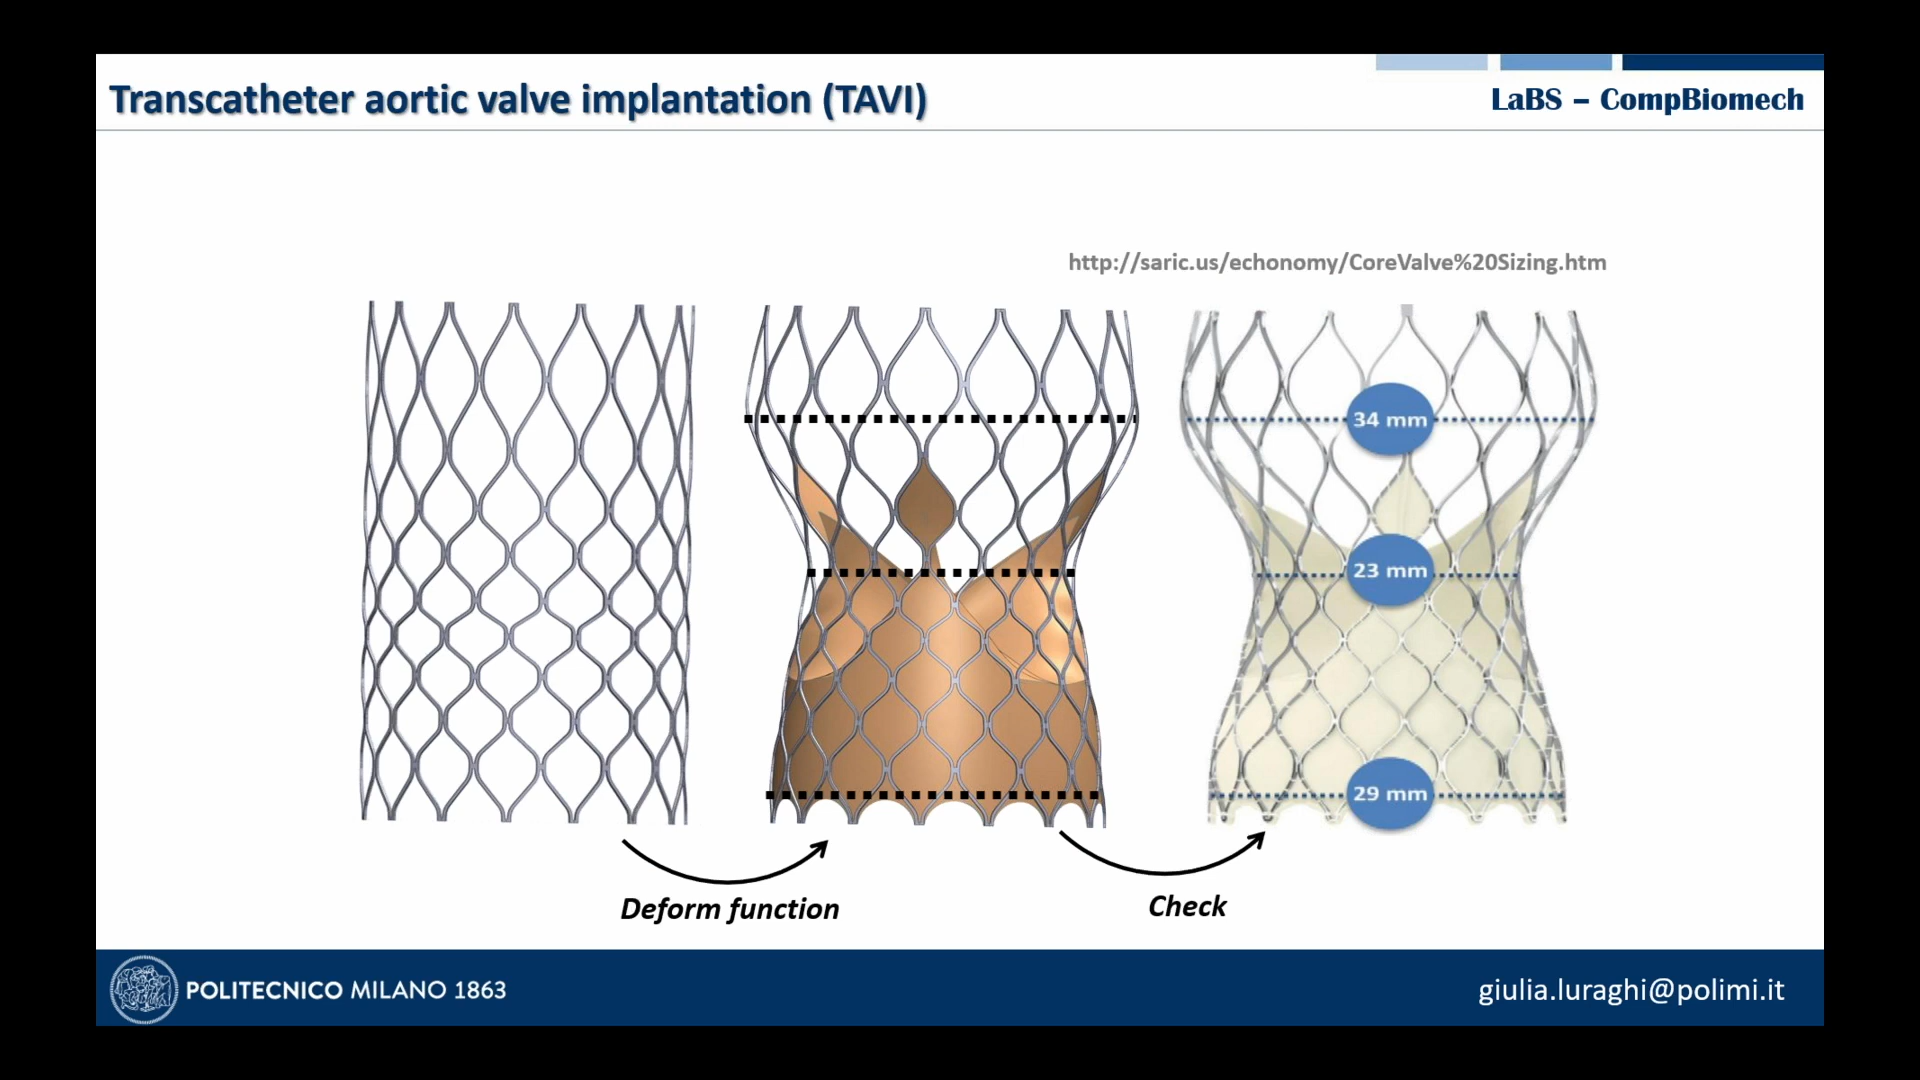 Transcatheter aortic valve implantation (TAVI)
LaBS – CompBiomech
http://saric.us/echonomy/CoreValve%20Sizing.htm
34 mm
23 mm
29 mm
Deform function
Check
POLITECNICO MILANO 1863
giulia.luraghi@polimi.it